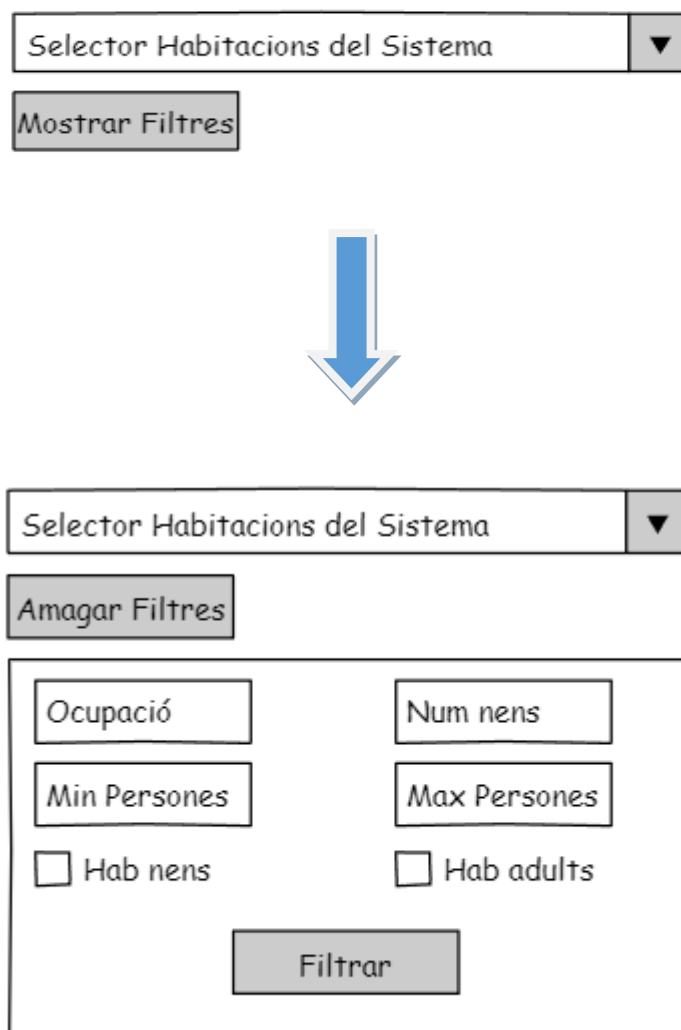 Selector Habitacions del Sistema
Mostrar Filtres
Selector Habitacions del Sistema
Amagar Filtres
Ocupació
Num nens
Min Persones
Max Persones
Hab nens
Hab adults
Filtrar